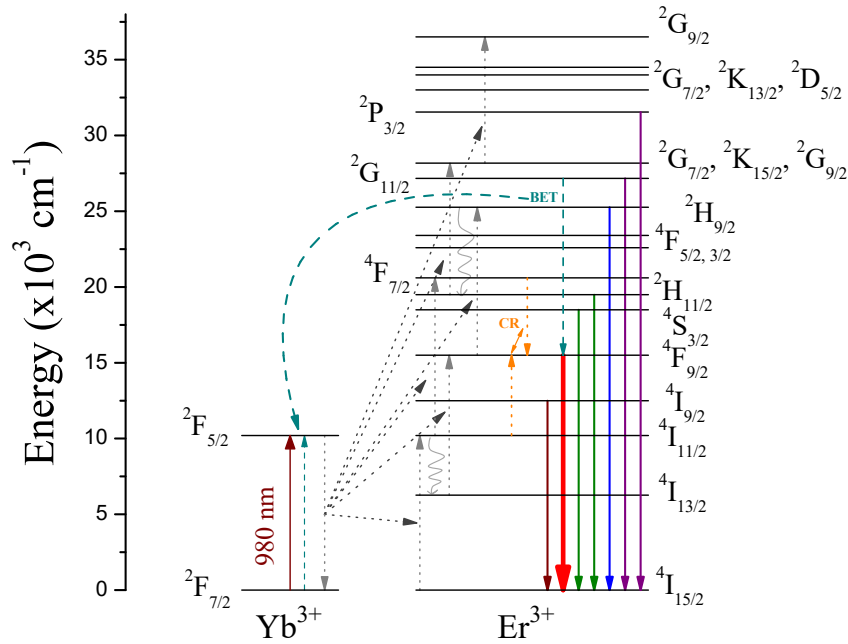 Energy (x10³ cm⁻¹)
35
30
25
20
15
10
5
0
²F₅/₂
²F₇/₂
980 nm
Yb³⁺
²P₃/₂
²G₁₁/₂
⁴F₇/₂
BET
CR
²G₉/₂
²G₇/₂, ²K₁₃/₂, ²D₅/₂
²G₇/₂, ²K₁₅/₂, ²G₉/₂
²H₉/₂
⁴F₅/₂, ₃/₂
²H₁₁/₂
⁴S₃/₂
⁴F₉/₂
⁴I₉/₂
⁴I₁₁/₂
⁴I₁₃/₂
⁴I₁₅/₂
Er³⁺